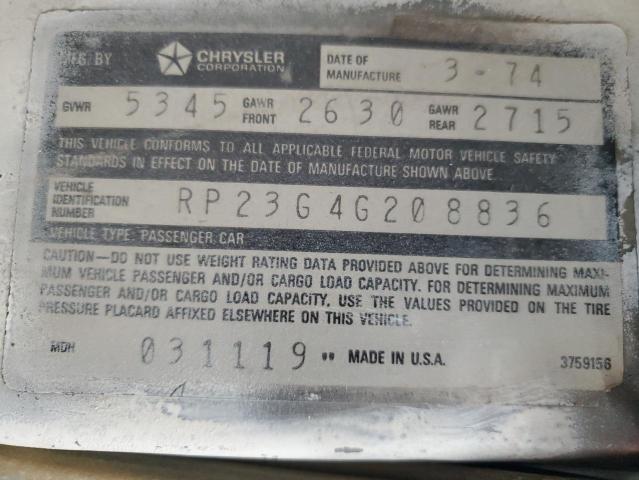 MFG. BY CHRYSLER CORPORATION DATE OF MANUFACTURE 3-74
GVWR 5345 GAWR FRONT 2630 GAWR REAR 2715
THIS VEHICLE CONFORMS TO ALL APPLICABLE FEDERAL MOTOR VEHICLE SAFETY
STANDARDS IN EFFECT ON THE DATE OF MANUFACTURE SHOWN ABOVE.
VEHICLE IDENTIFICATION NUMBER RP23G4G208836
VEHICLE TYPE: PASSENGER CAR
CAUTION—DO NOT USE WEIGHT RATING DATA PROVIDED ABOVE FOR DETERMINING MAXI-
MUM VEHICLE PASSENGER AND/OR CARGO LOAD CAPACITY. FOR DETERMINING MAXIMUM
PASSENGER AND/OR CARGO LOAD CAPACITY, USE THE VALUES PROVIDED ON THE TIRE
PRESSURE PLACARD AFFIXED ELSEWHERE ON THIS VEHICLE.
MDH 031119 " MADE IN U.S.A. 3759156